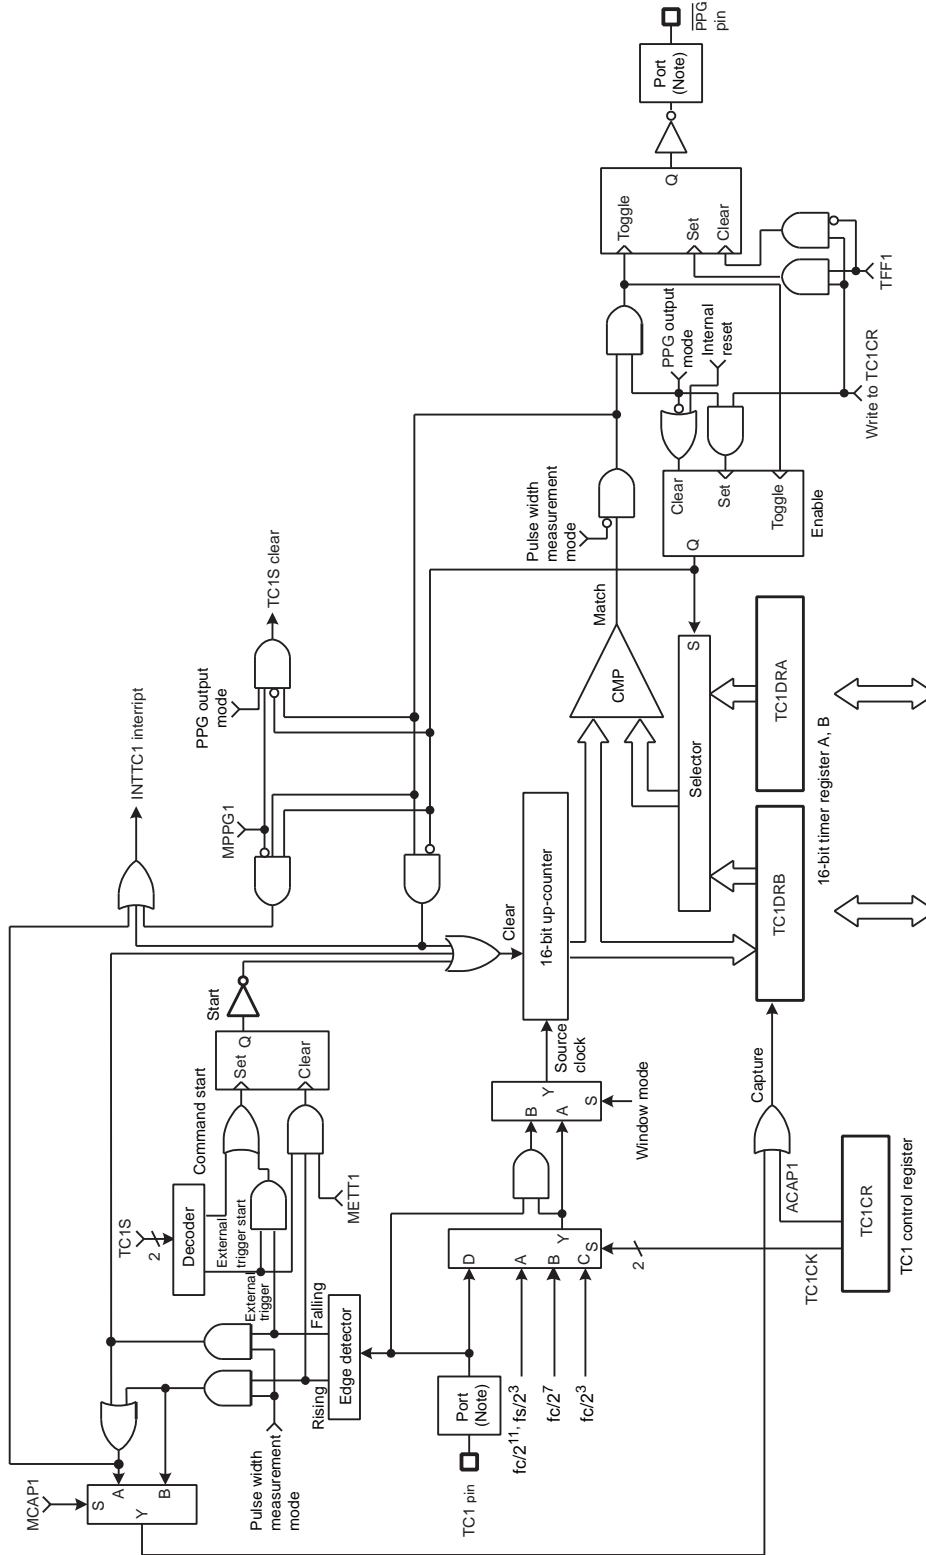 PPG
pin
Port
(Note)
Q
Toggle
Set
Clear
TFF1
PPG output
mode
Internal
reset
Write to TC1CR
Pulse width
measurement
mode
Clear
Set
Toggle
Q
Enable
TC1S clear
Match
PPG output
mode
INTTC1 interript
CMP
S
Selector
TC1DRA
TC1DRB
16-bit timer register A, B
MPPG1
Clear
16-bit up-counter
Start
Source
clock
Set
Q
Clear
Command start
B
Y
A
S
Window mode
Capture
METT1
TC1S
2
Decoder
External
trigger start
External
trigger
ACAP1
TC1CR
TC1 control register
D
Y
A
B
C
S
2
TC1CK
Falling
Rising
Edge detector
Port
(Note)
TC1 pin
fc/2^11, fs/2^3
fc/2^7
fc/2^3
Pulse width
measurement
mode
MCAP1
S
A
B
Y